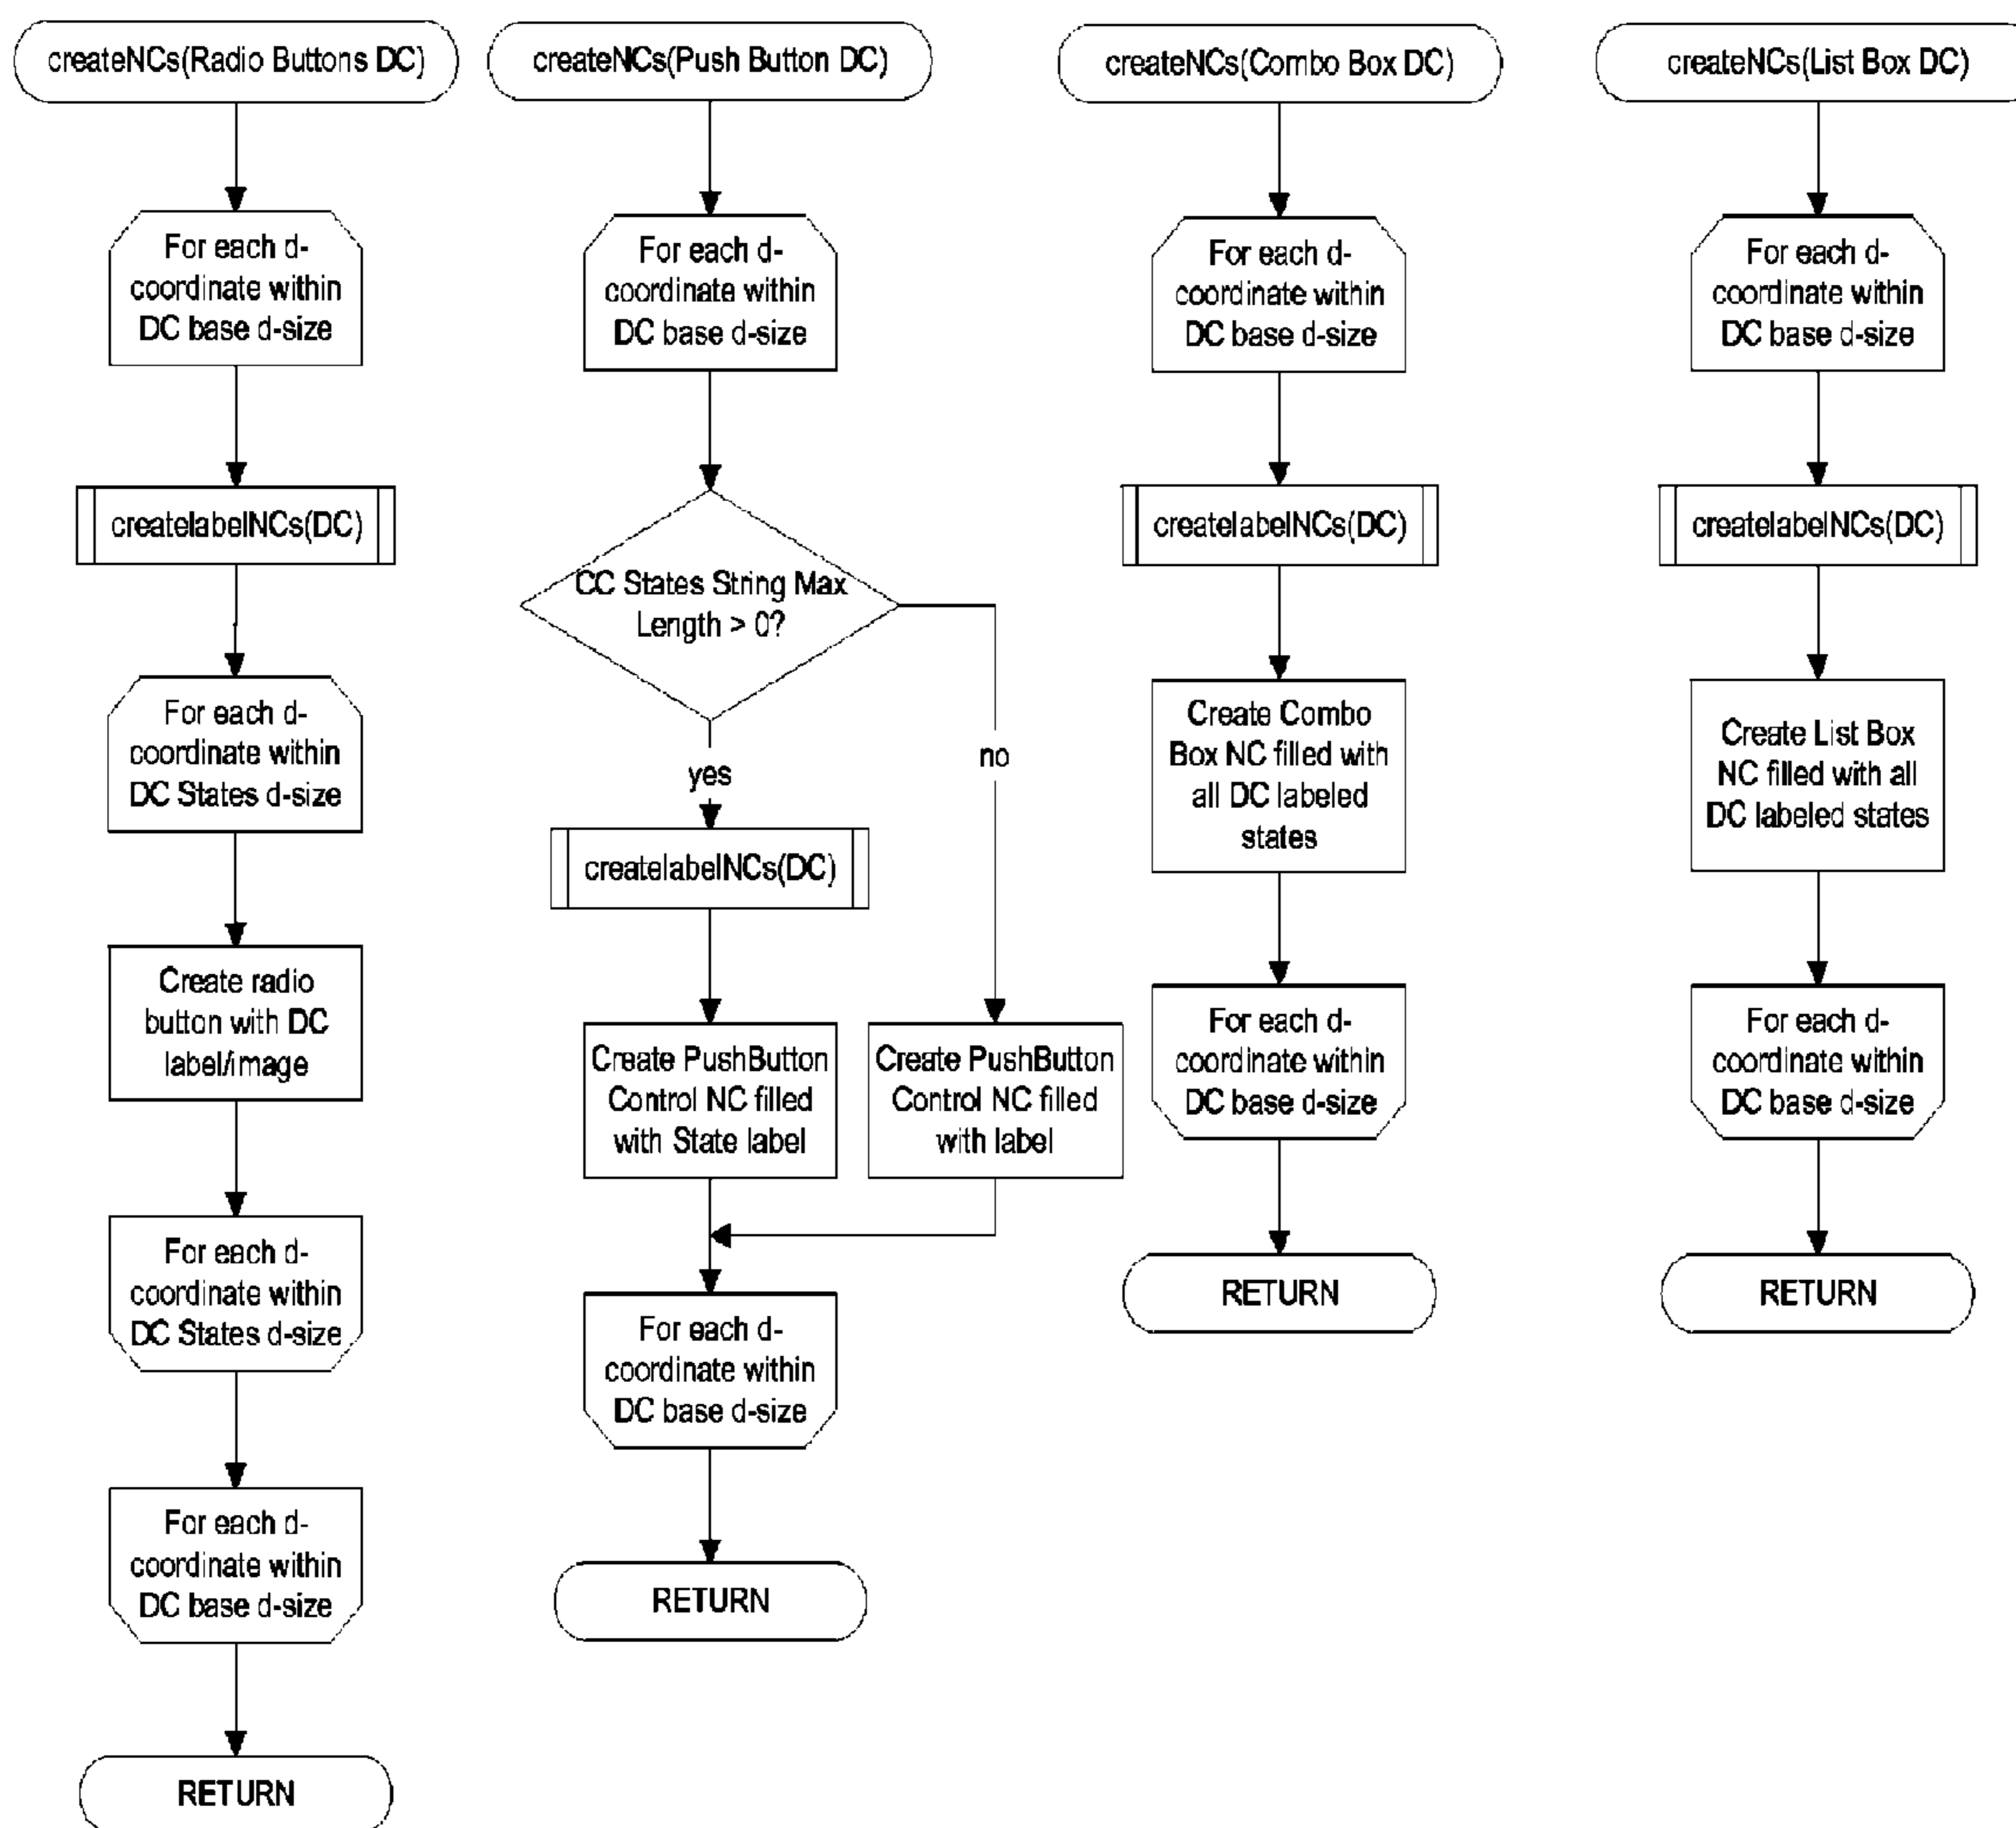 createNCs(Radio Buttons DC)
For each d-
coordinate within
DC base d-size
createlabelNCs(DC)
For each d-
coordinate within
DC States d-size
Create radio
button with DC
label/image
For each d-
coordinate within
DC States d-size
For each d-
coordinate within
DC base d-size
RETURN
createNCs(Push Button DC)
For each d-
coordinate within
DC base d-size
CC States String Max
Length > 0?
yes
no
createlabelNCs(DC)
Create PushButton
Control NC filled
with State label
Create PushButton
Control NC filled
with label
For each d-
coordinate within
DC base d-size
RETURN
createNCs(Combo Box DC)
For each d-
coordinate within
DC base d-size
createlabelNCs(DC)
Create Combo
Box NC filled with
all DC labeled
states
For each d-
coordinate within
DC base d-size
RETURN
createNCs(List Box DC)
For each d-
coordinate within
DC base d-size
createlabelNCs(DC)
Create List Box
NC filled with all
DC labeled states
For each d-
coordinate within
DC base d-size
RETURN